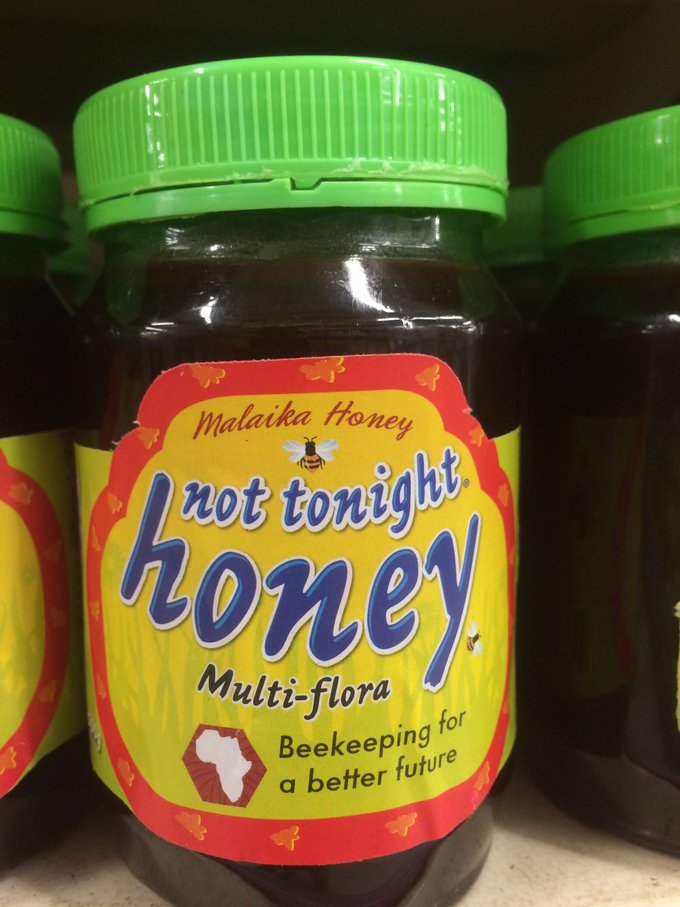 Malaika Honey
not tonight
honey
Multi-flora
Beekeeping for
a better future